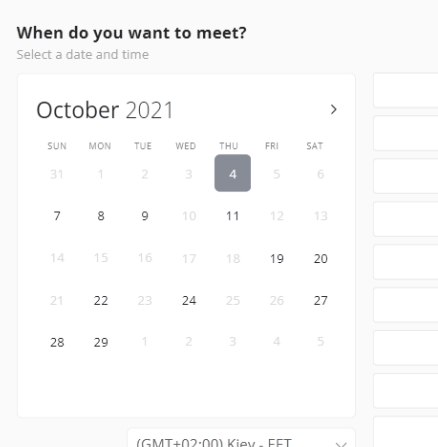 When do you want to meet?
Select a date and time
October 2021
SUN MON TUE WED THU FRI SAT
31 1 2 3 4 5 6
7 8 9 10 11 12 13
14 15 16 17 18 19 20
21 22 23 24 25 26 27
28 29 1 2 3 4 5
(GMT+02:00) Kiev - EET